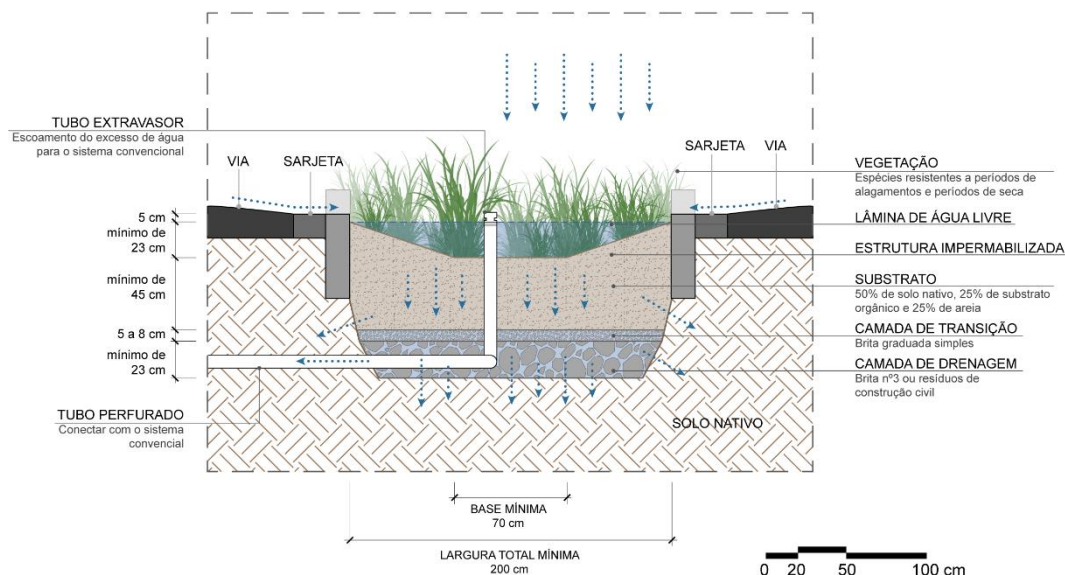 TUBO EXTRAVASOR
Escoamento do excesso de água
para o sistema convencional
VIA
SARJETA
SARJETA
VIA
5 cm
mínimo de
23 cm
mínimo de
45 cm
5 a 8 cm
mínimo de
23 cm
TUBO PERFURADO
Conectar com o sistema
convencial
VEGETAÇÃO
Espécies resistentes a períodos de
alagamentos e períodos de seca
LÂMINA DE ÁGUA LIVRE
ESTRUTURA IMPERMABILIZADA
SUBSTRATO
50% de solo nativo, 25% de substrato
orgânico e 25% de areia
CAMADA DE TRANSIÇÃO
Brita graduada simples
CAMADA DE DRENAGEM
Brita nº3 ou resíduos de
construção civil
SOLO NATIVO
BASE MÍNIMA
70 cm
LARGURA TOTAL MÍNIMA
200 cm
0 20 50 100 cm